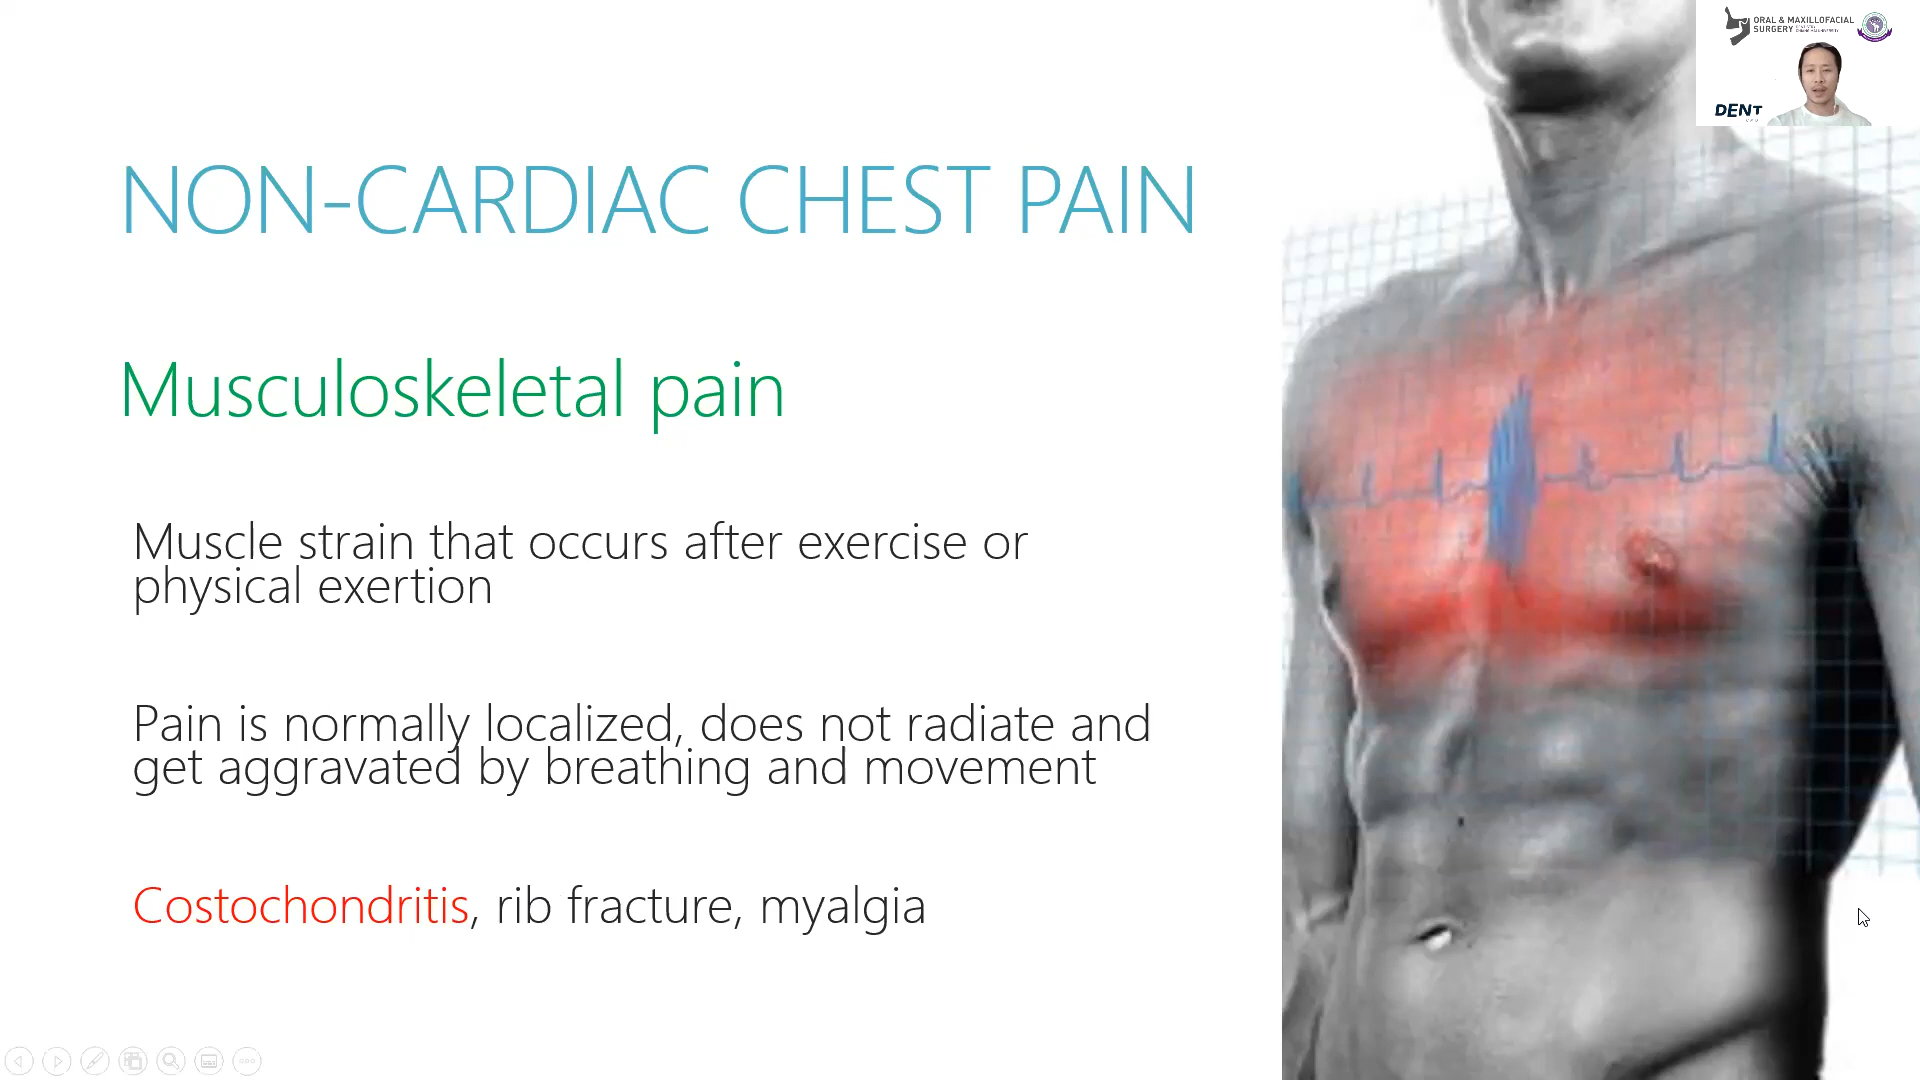 ORAL & MAXILLOFACIAL
SURGERY
DENT
NON-CARDIAC CHEST PAIN
Musculoskeletal pain
Muscle strain that occurs after exercise or
physical exertion
Pain is normally localized, does not radiate and
get aggravated by breathing and movement
Costochondritis, rib fracture, myalgia